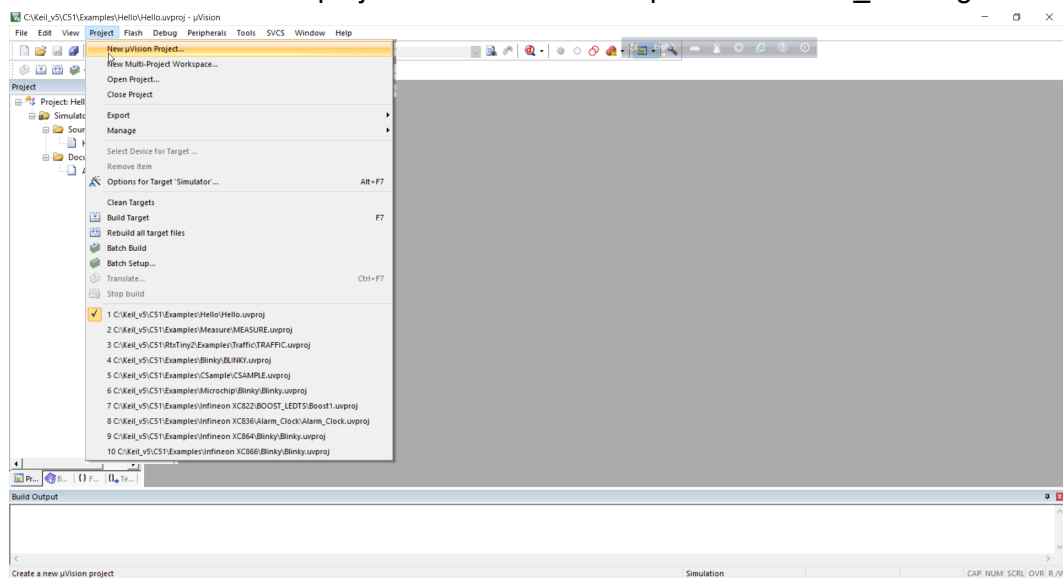 C:\Keil_v5\C51\Examples\Hello\Hello.uvproj - µVision
File Edit View Project Flash Debug Peripherals Tools SVCS Window Help
New µVision Project...
New Multi-Project Workspace...
Open Project...
Close Project
Export
Manage
Select Device for Target ...
Remove Item
Options for Target 'Simulator'... Alt+F7
Clean Targets
Build Target F7
Rebuild all target files
Batch Build
Batch Setup...
Translate... Ctrl+F7
Stop build
1 C:\Keil_v5\C51\Examples\Hello\Hello.uvproj
2 C:\Keil_v5\C51\Examples\Measure\MEASURE.uvproj
3 C:\Keil_v5\C51\RtxTiny2\Examples\Traffic\TRAFFIC.uvproj
4 C:\Keil_v5\C51\Examples\Blinky\BLINKY.uvproj
5 C:\Keil_v5\C51\Examples\CSample\CSAMPLE.uvproj
6 C:\Keil_v5\C51\Examples\Microchip\Blinky\Blinky.uvproj
7 C:\Keil_v5\C51\Examples\Infineon XC822\BOOST_LEDTS\Boost1.uvproj
8 C:\Keil_v5\C51\Examples\Infineon XC836\Alarm_Clock\Alarm_Clock.uvproj
9 C:\Keil_v5\C51\Examples\Infineon XC864\Blinky\Blinky.uvproj
10 C:\Keil_v5\C51\Examples\Infineon XC866\Blinky\Blinky.uvproj
Project
Project: Hell
Simulato
Sour
Docu
Pr... B... {} F... Te...
Build Output
Create a new µVision project
Simulation
CAP NUM SCRL OVR R/W